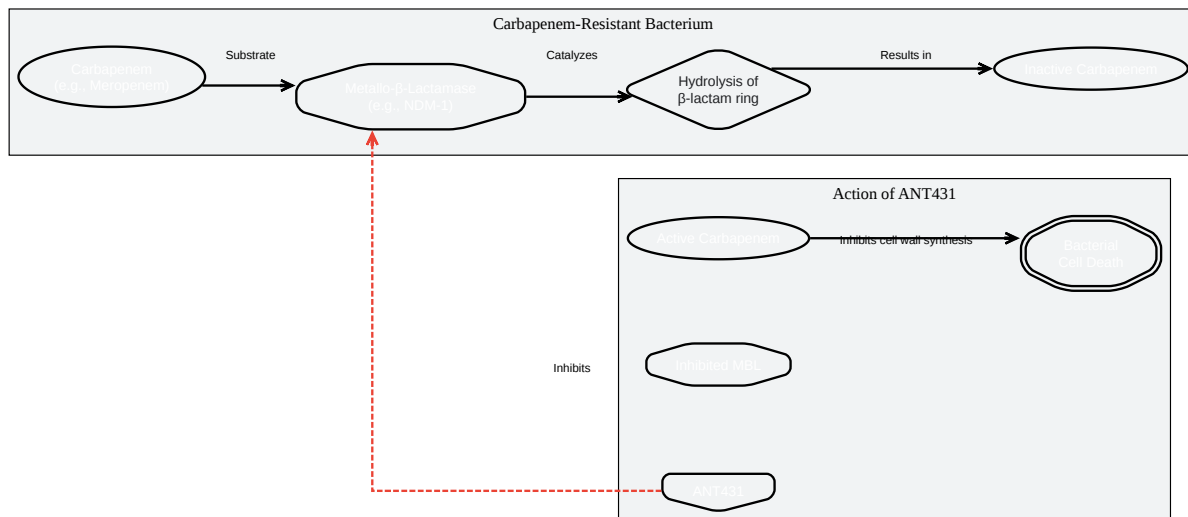 Carbapenem-Resistant Bacterium
Substrate
Catalyzes
Results in
Carbapenem
(e.g., Meropenem)
Metallo-β-Lactamase
(e.g., NDM-1)
Hydrolysis of
β-lactam ring
Inactive Carbapenem
Action of ANT431
Active Carbapenem
Inhibits cell wall synthesis
Bacterial
Cell Death
Inhibits
Inhibited MBL
ANT431